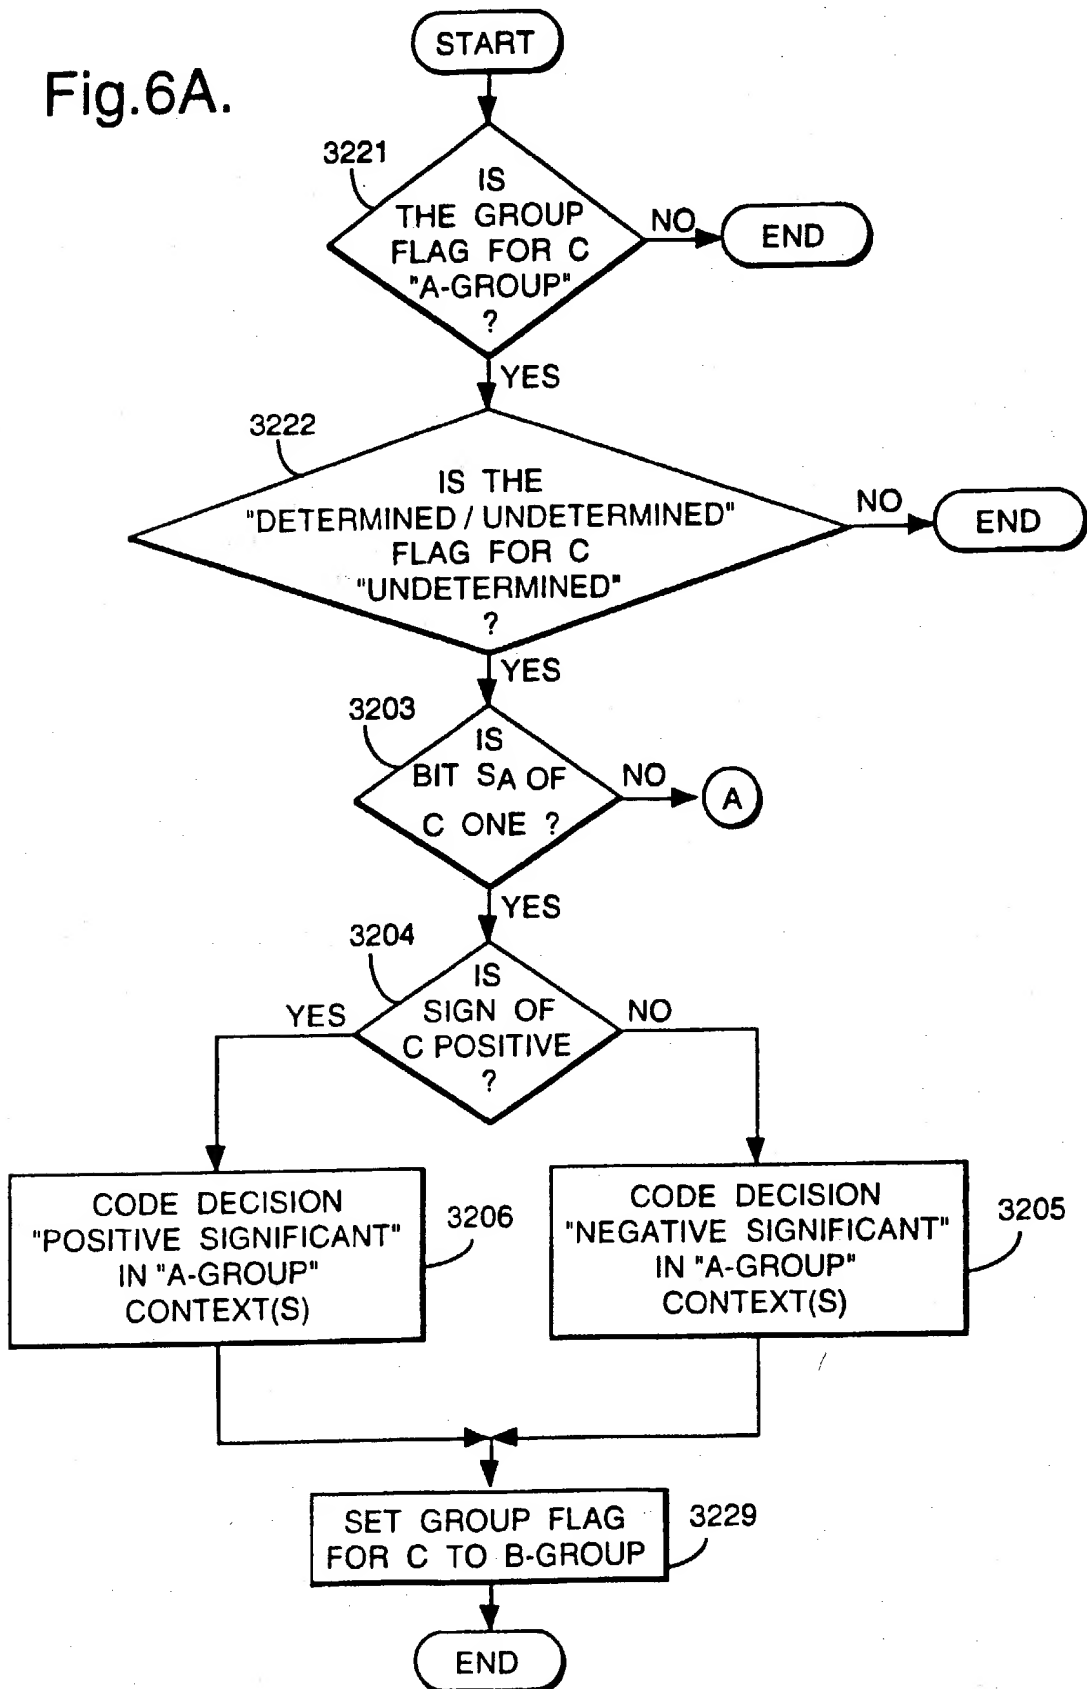 START
Fig.6A.
3221
IS
THE GROUP
FLAG FOR C
"A-GROUP"
?
NO
END
YES
3222
IS THE
"DETERMINED / UNDETERMINED"
FLAG FOR C
"UNDETERMINED"
?
NO
END
YES
3203
IS
BIT SA OF
C ONE ?
NO
A
YES
3204
IS
SIGN OF
C POSITIVE
?
YES
NO
CODE DECISION
"POSITIVE SIGNIFICANT"
IN "A-GROUP"
CONTEXT(S)
3206
CODE DECISION
"NEGATIVE SIGNIFICANT"
IN "A-GROUP"
CONTEXT(S)
3205
SET GROUP FLAG
FOR C TO B-GROUP
3229
END